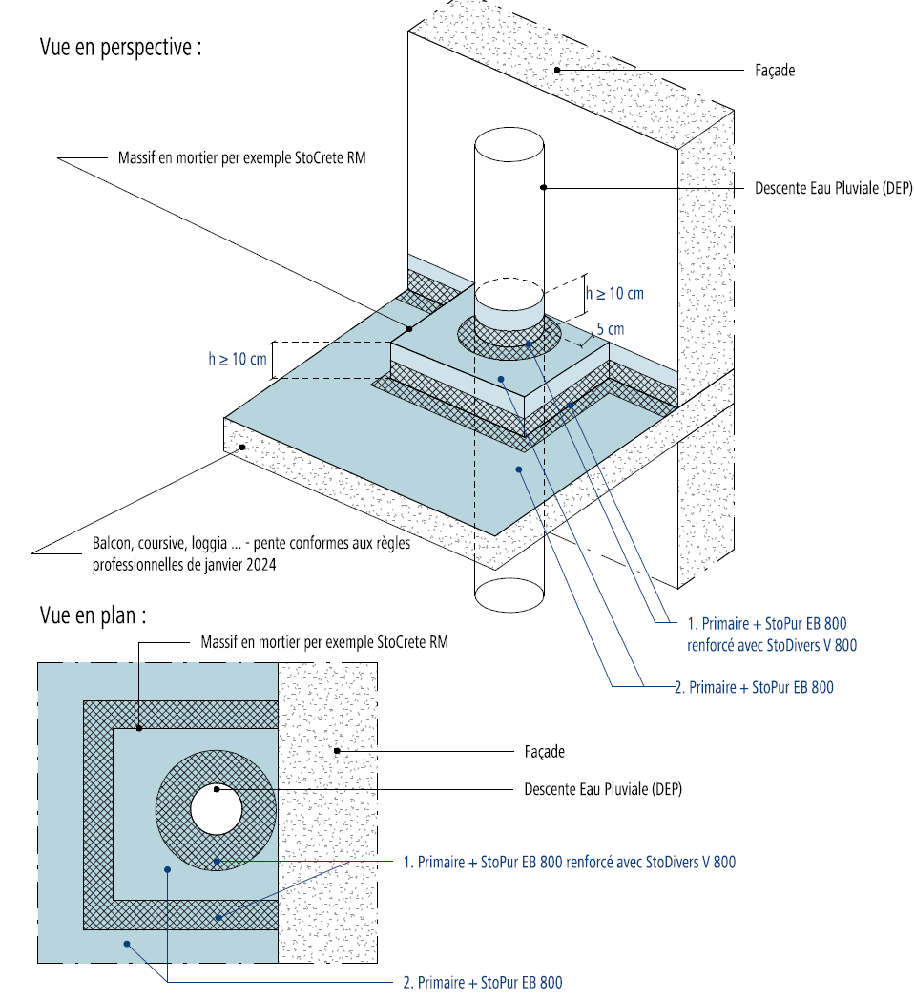 Vue en perspective :
Façade
Massif en mortier per exemple StoCrete RM
Descente Eau Pluviale (DEP)
h ≥ 10 cm
5 cm
h ≥ 10 cm
Balcon, coursive, loggia ... - pente conformes aux règles
professionnelles de janvier 2024
Vue en plan :
1. Primaire + StoPur EB 800
renforcé avec StoDivers V 800
Massif en mortier per exemple StoCrete RM
2. Primaire + StoPur EB 800
Façade
Descente Eau Pluviale (DEP)
1. Primaire + StoPur EB 800 renforcé avec StoDivers V 800
2. Primaire + StoPur EB 800